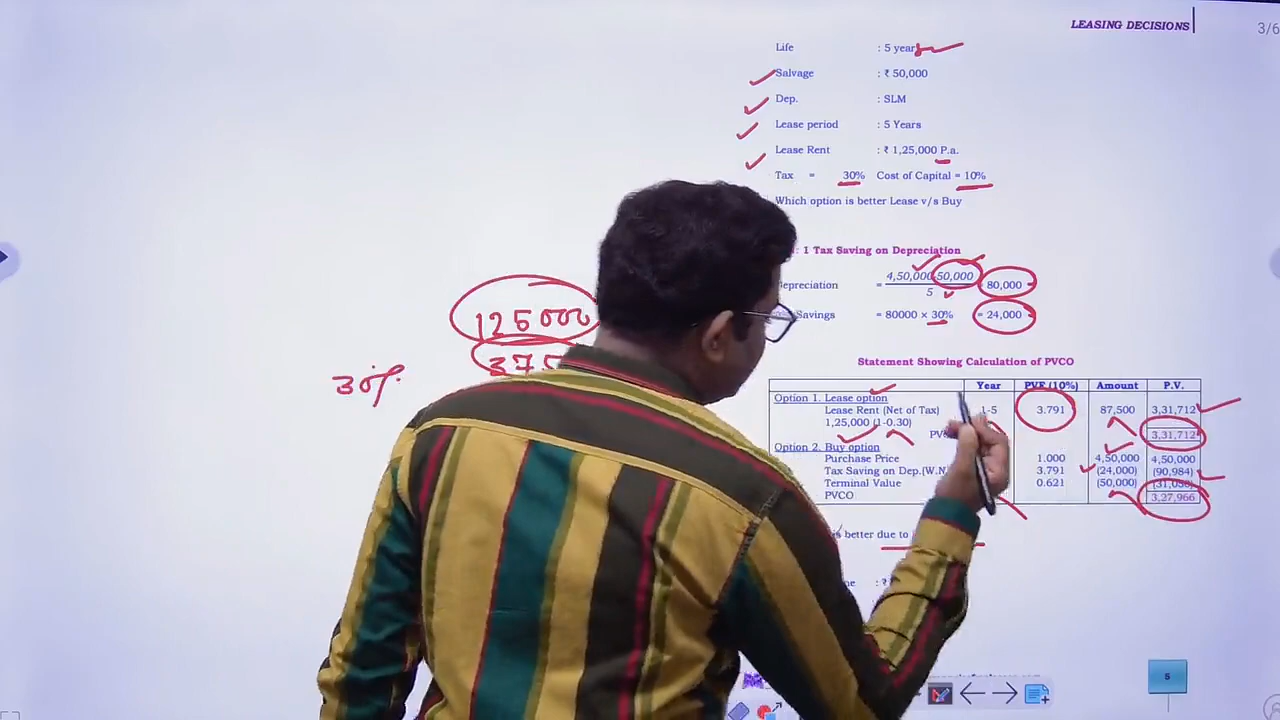 LEASING DECISIONS
3/6
Life : 5 years
Salvage : ₹ 50,000
Dep. : SLM
Lease period : 5 Years
Lease Rent : ₹ 1,25,000 P.a.
Tax = 30% Cost of Capital = 10%
Which option is better Lease v/s Buy
: 1 Tax Saving on Depreciation
epreciation = 4,50,000-50,000 = 80,000
5
Savings = 80000 × 30% = 24,000
125000
30%
Statement Showing Calculation of PVCO
Year PVF (10%) Amount P.V.
Option 1. Lease option
Lease Rent (Net of Tax) 1-5 3.791 87,500 3,31,712
1,25,000 (1-0.30)
3,31,712
Option 2. Buy option
Purchase Price 1.000 4,50,000 4,50,000
Tax Saving on Dep.(W.N. 3.791 (24,000) (90,984)
Terminal Value 0.621 (50,000) (31,050)
PVCO 3,27,966
is better due to
: ₹
s